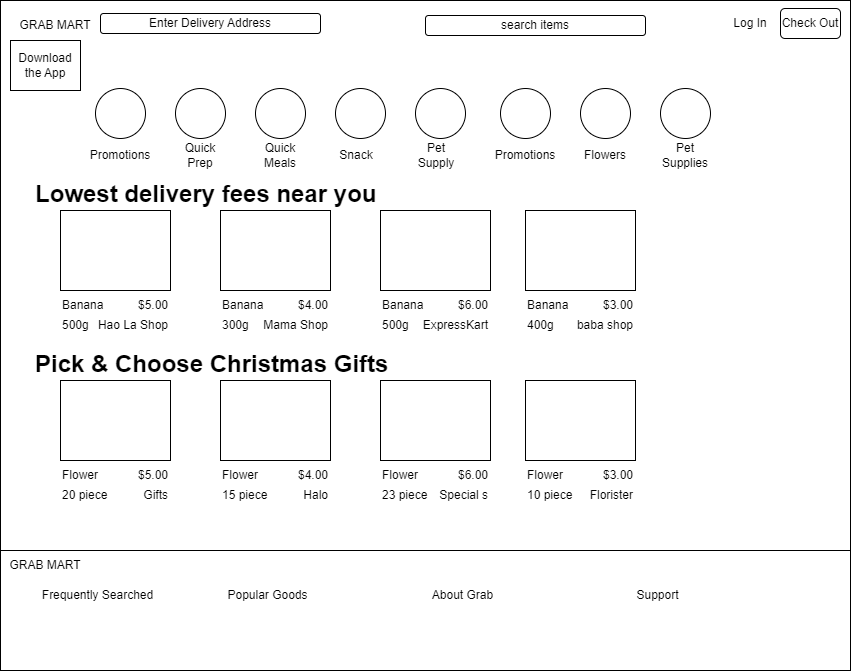 GRAB MART
Enter Delivery Address
search items
Log In
Check Out
Download
the App
Promotions
Quick
Prep
Quick
Meals
Snack
Pet
Supply
Promotions
Flowers
Pet
Supplies
Lowest delivery fees near you
Banana $5.00
500g Hao La Shop
Banana $4.00
300g Mama Shop
Banana $6.00
500g ExpressKart
Banana $3.00
400g baba shop
Pick & Choose Christmas Gifts
Flower $5.00
20 piece Gifts
Flower $4.00
15 piece Halo
Flower $6.00
23 piece Special s
Flower $3.00
10 piece Florister
GRAB MART
Frequently Searched
Popular Goods
About Grab
Support